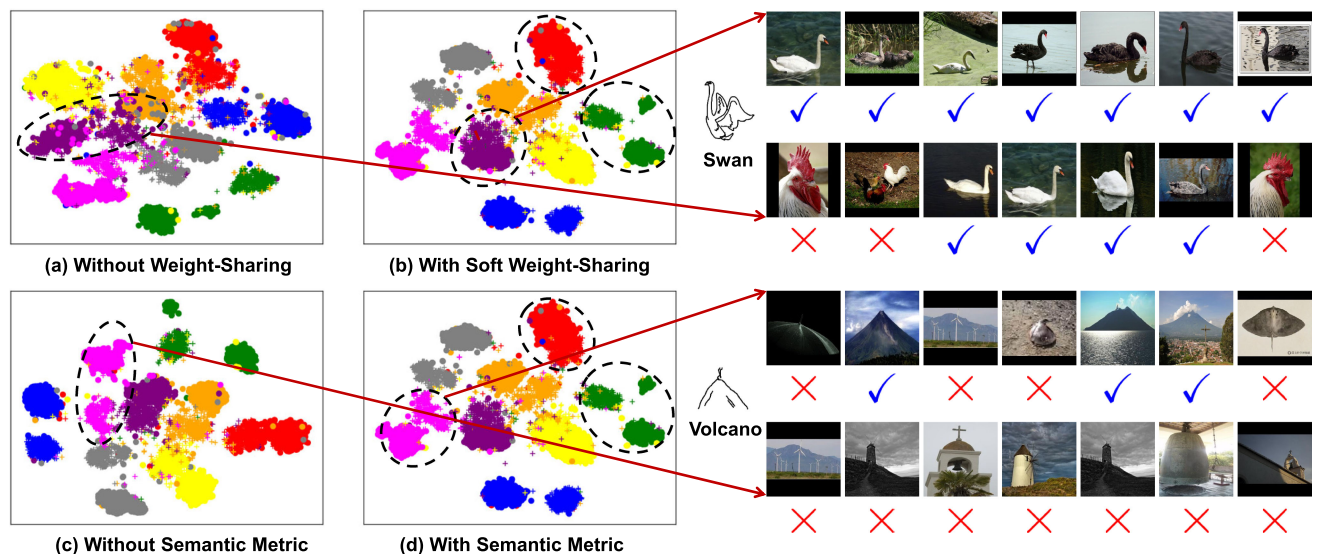 Swan
(a) Without Weight-Sharing
(b) With Soft Weight-Sharing
Volcano
(c) Without Semantic Metric
(d) With Semantic Metric